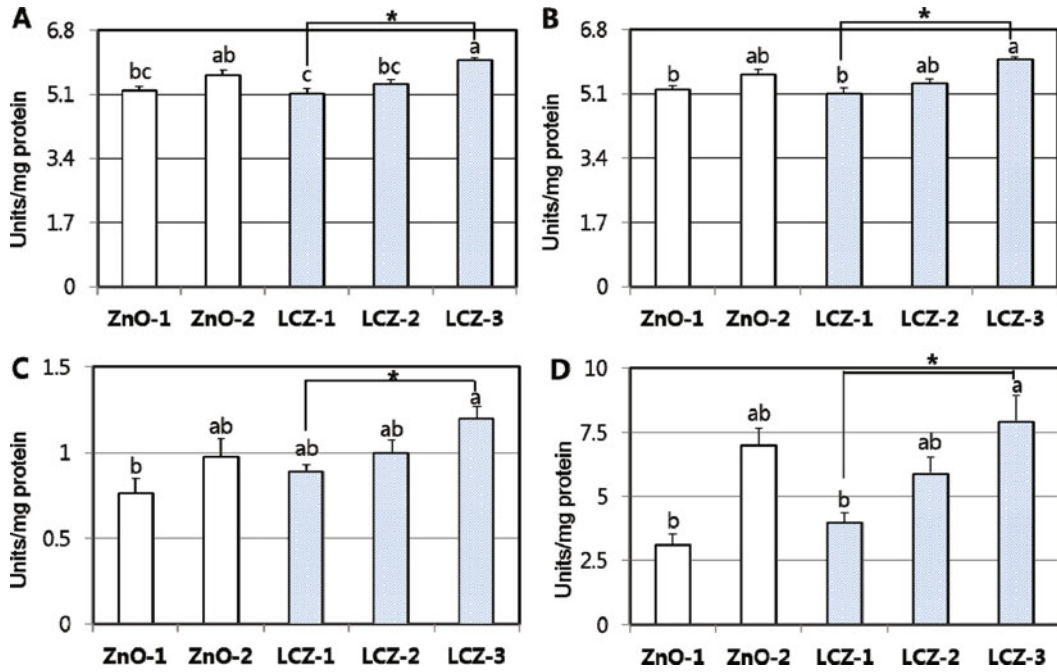 A
*
6.8
5.1
3.4
1.7
0
Units/mg protein
bc
ab
c
bc
a
ZnO-1 ZnO-2 LCZ-1 LCZ-2 LCZ-3
B
*
6.8
5.1
3.4
1.7
0
Units/mg protein
b
ab
b
ab
a
ZnO-1 ZnO-2 LCZ-1 LCZ-2 LCZ-3
C
*
1.5
1
0.5
0
Units/mg protein
b
ab
ab
ab
a
ZnO-1 ZnO-2 LCZ-1 LCZ-2 LCZ-3
D
*
10
7.5
5
2.5
0
Units/mg protein
b
ab
b
ab
a
ZnO-1 ZnO-2 LCZ-1 LCZ-2 LCZ-3